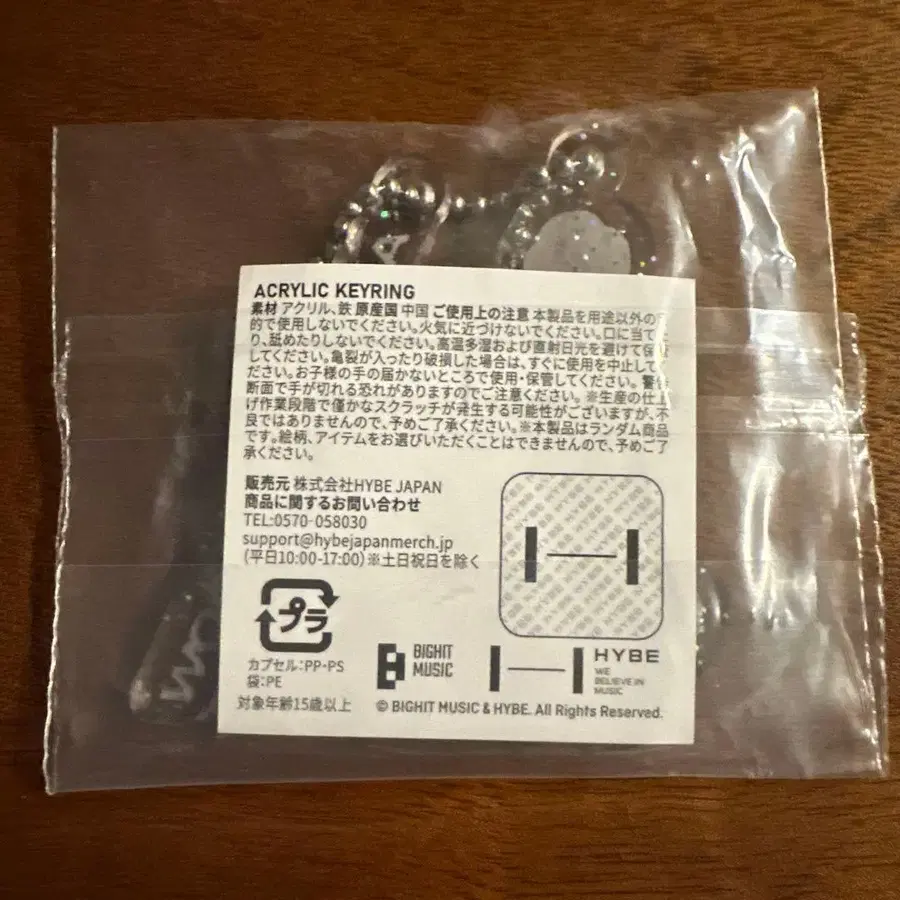 ACRYLIC KEYRING
素材 アクリル、鉄 原産国 中国 ご使用上の注意 本製品を用途以外の
的で使用しないでください。火気に近づけないでください。口に当て
り、舐めたりしないでください。高温多湿および直射日光を避けて保
してください。亀裂が入ったり破損した場合は、すぐに使用を中止して
ださい。お子様の手の届かないところで使用・保管してください。警告
断面で手が切れる恐れがありますのでご注意ください。※生産の仕上
げ作業段階で僅かなスクラッチが発生する可能性がございますが、不
良ではありませんので、予めご了承ください。※本製品はランダム商品
です。絵柄、アイテムをお選びいただくことはできませんので、予めご了
承ください。
販売元 株式会社HYBE JAPAN
商品に関するお問い合わせ
TEL:0570-058030
support@hybejapanmerch.jp
(平日10:00-17:00)※土日祝日を除く
プラ
カプセル:PP・PS
袋:PE
対象年齢15歳以上
BIGHIT
MUSIC
HYBE
WE
BELIEVE IN
MUSIC
© BIGHIT MUSIC & HYBE. All Rights Reserved.